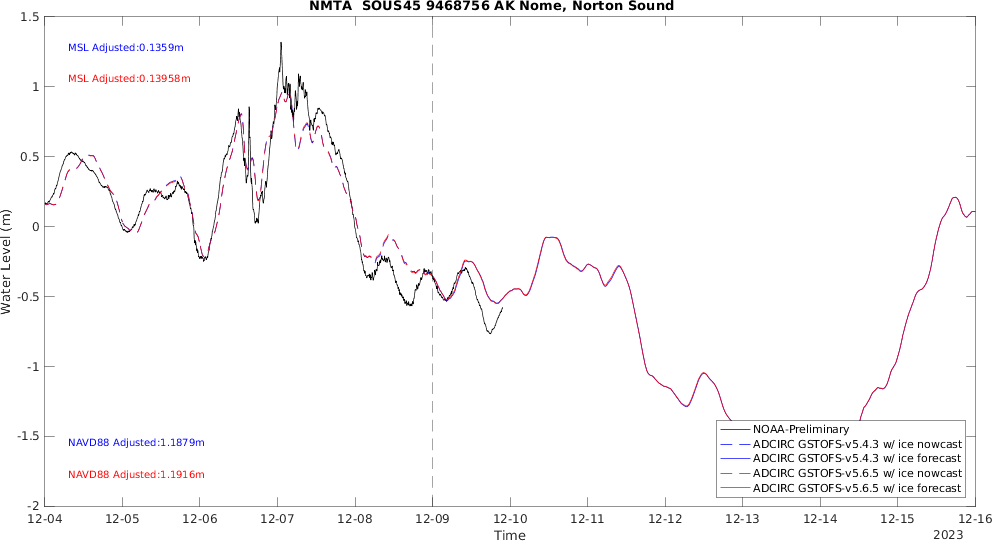 NMTA  SOUS45 9468756 AK Nome, Norton Sound
1.5
MSL Adjusted:0.1359m
MSL Adjusted:0.13958m
1
0.5
0
-0.5
-1
-1.5
-2
Water Level (m)
NAVD88 Adjusted:1.1879m
NAVD88 Adjusted:1.1916m
NOAA-Preliminary
ADCIRC GSTOFS-v5.4.3 w/ ice nowcast
ADCIRC GSTOFS-v5.4.3 w/ ice forecast
ADCIRC GSTOFS-v5.6.5 w/ ice nowcast
ADCIRC GSTOFS-v5.6.5 w/ ice forecast
12-04 12-05 12-06 12-07 12-08 12-09 12-10 12-11 12-12 12-13 12-14 12-15 12-16
Time
2023